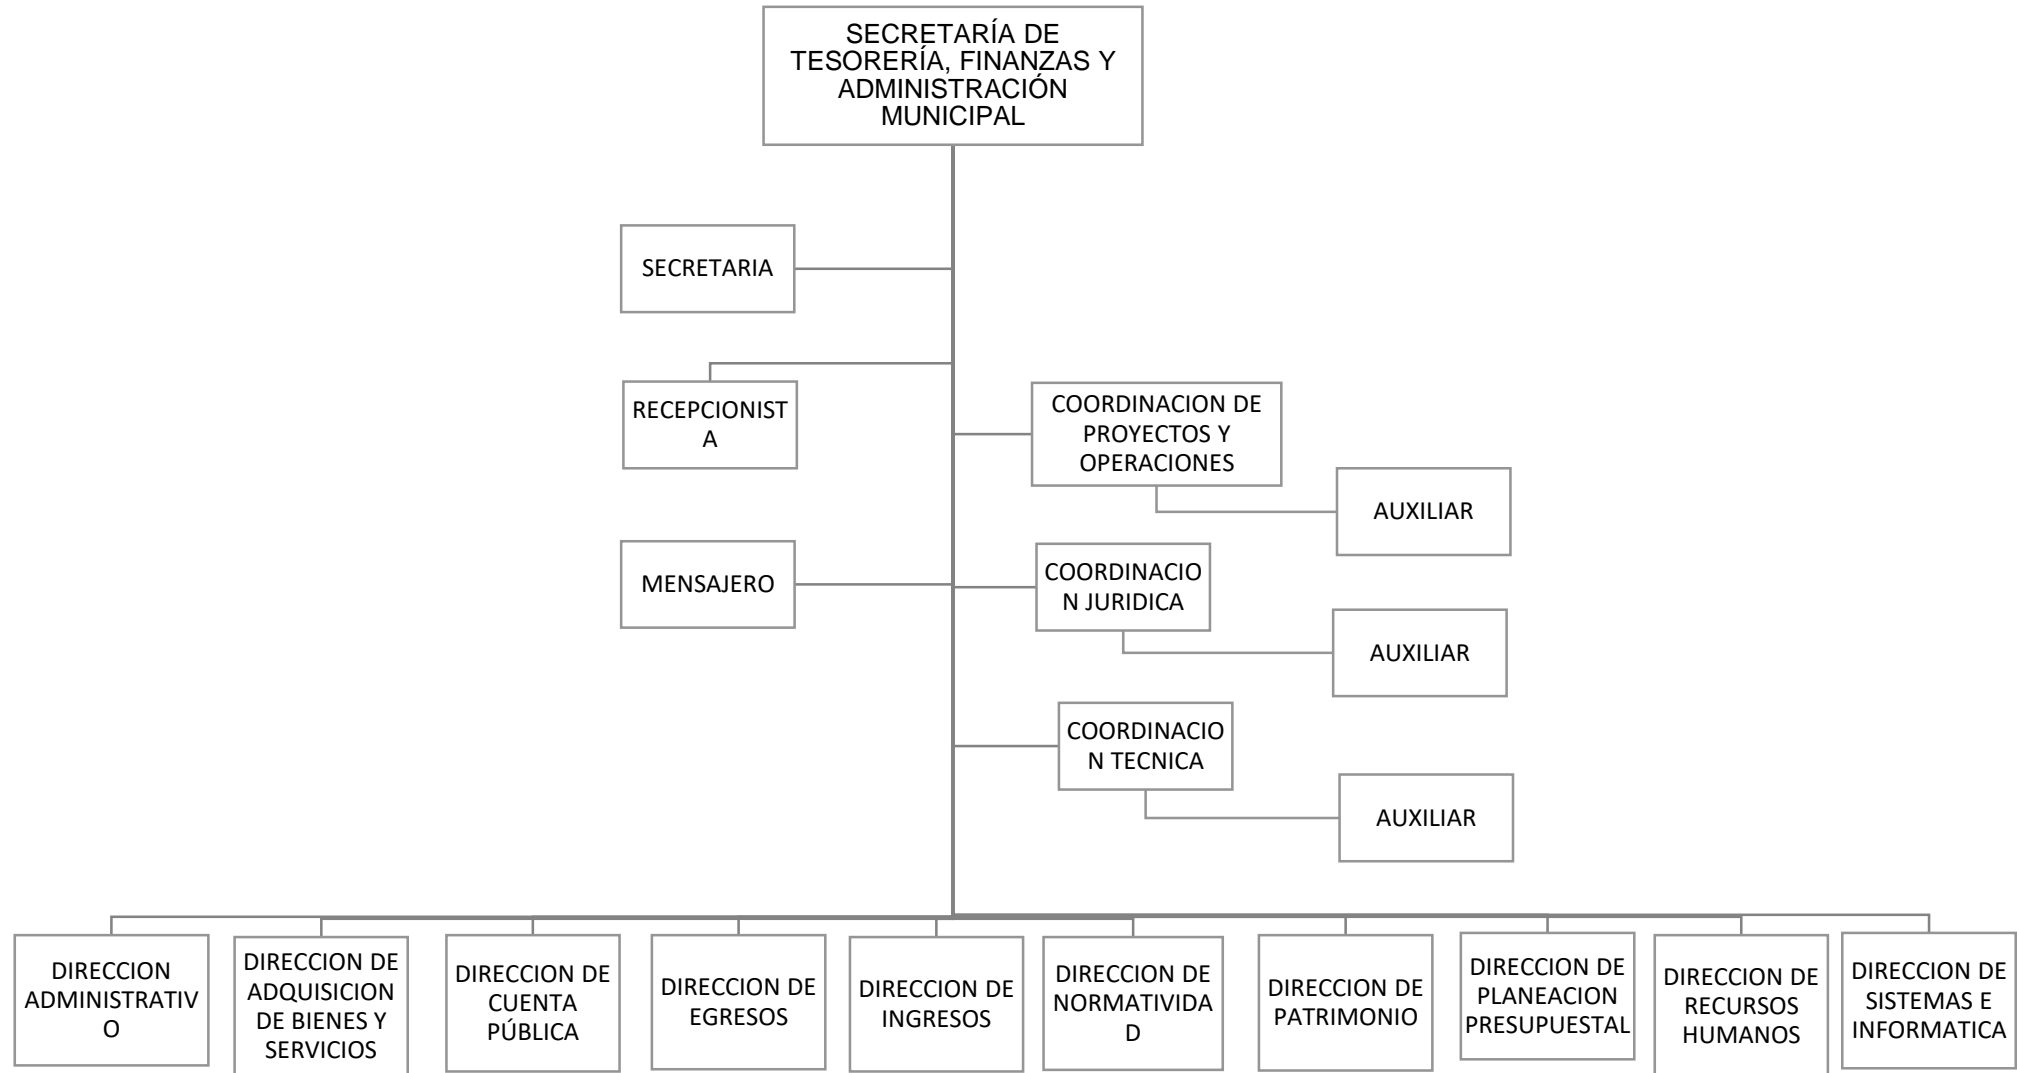 SECRETARÍA DE
TESORERÍA, FINANZAS Y
ADMINISTRACIÓN
MUNICIPAL
SECRETARIA
RECEPCIONIST
A
COORDINACION DE
PROYECTOS Y
OPERACIONES
AUXILIAR
MENSAJERO
COORDINACIO
N JURIDICA
AUXILIAR
COORDINACIO
N TECNICA
AUXILIAR
DIRECCION
ADMINISTRATIV
O
DIRECCION DE
ADQUISICION
DE BIENES Y
SERVICIOS
DIRECCION DE
CUENTA
PÚBLICA
DIRECCION DE
EGRESOS
DIRECCION DE
INGRESOS
DIRECCION DE
NORMATIVIDA
D
DIRECCION DE
PATRIMONIO
DIRECCION DE
PLANEACION
PRESUPUESTAL
DIRECCION DE
RECURSOS
HUMANOS
DIRECCION DE
SISTEMAS E
INFORMATICA